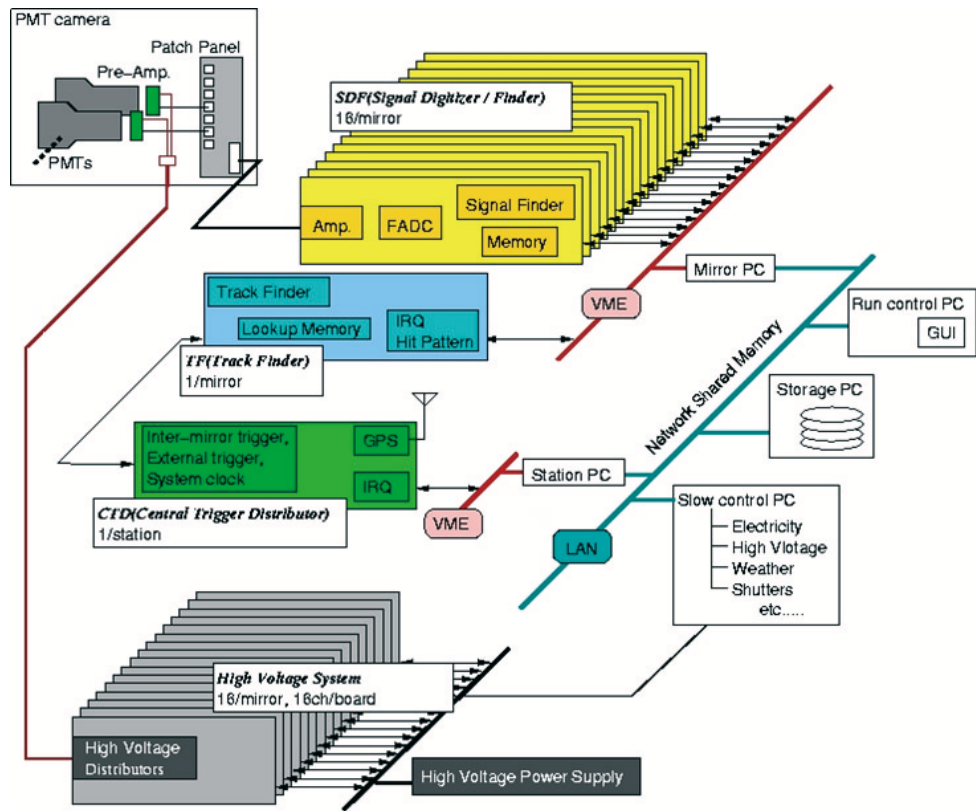 PMT camera
Patch Panel
Pre-Amp.
PMTs
SDF(Signal Digitizer / Finder)
16/mirror
Signal Finder
Amp.
FADC
Memory
Mirror PC
VME
Run control PC
GUI
Track Finder
Lookup Memory
IRQ
Hit Pattern
TF(Track Finder)
1/mirror
Network Shared Memory
Storage PC
Inter-mirror trigger,
External trigger,
System clock
GPS
IRQ
CTD(Central Trigger Distributor)
1/station
VME
Station PC
LAN
Slow control PC
Electricity
High Vlotage
Weather
Shutters
etc.....
High Voltage System
16/mirror, 16ch/board
High Voltage
Distributors
High Voltage Power Supply